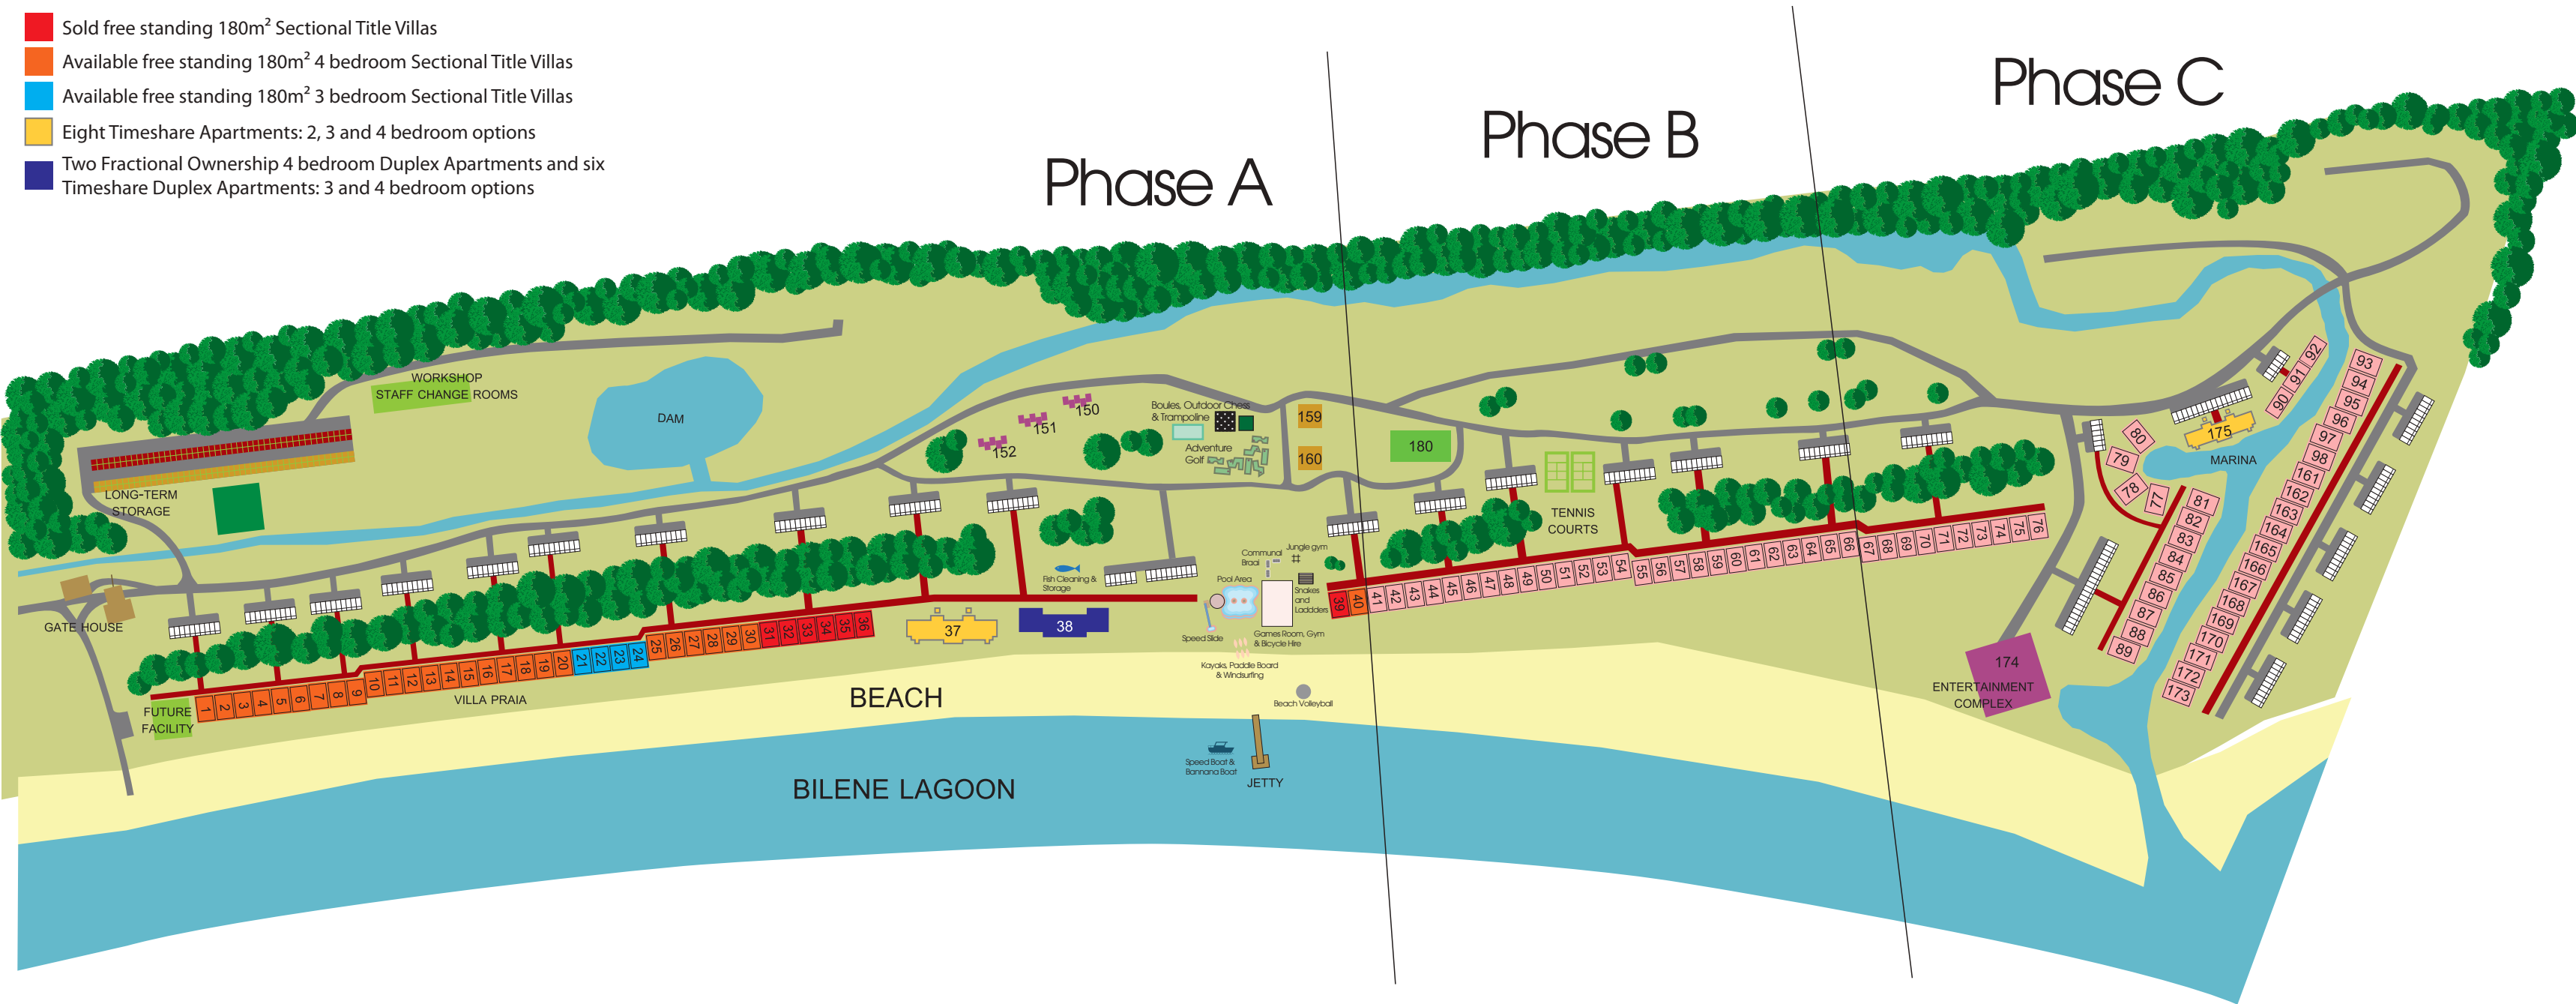 Sold free standing 180m² Sectional Title Villas
Available free standing 180m² 4 bedroom Sectional Title Villas
Available free standing 180m² 3 bedroom Sectional Title Villas
Eight Timeshare Apartments: 2, 3 and 4 bedroom options
Two Fractional Ownership 4 bedroom Duplex Apartments and six
Timeshare Duplex Apartments: 3 and 4 bedroom options
Phase A
Phase B
Phase C
WORKSHOP
STAFF CHANGE ROOMS
LONG-TERM
STORAGE
DAM
GATE HOUSE
FUTURE
FACILITY
VILLA PRAIA
BEACH
BILENE LAGOON
150
151
152
Boules, Outdoor Chess
& Trampoline
Adventure
Golf
159
160
180
TENNIS
COURTS
Fish Cleaning &
Storage
Communal
Braai
Jungle gym
Pool Area
Snakes
and
Laddders
Speed Slide
Games Room, Gym
& Bicycle Hire
Kayaks, Paddle Board
& Windsurfing
Beach Volleyball
Speed Boat &
Bannana Boat
JETTY
1 2 3 4 5 6 7 8 9
10 11 12 13 14 15 16 17 18 19 20 21 22 23 24
25 26 27 28 29 30 31 32 33 34 35 36
37
38
39 40 41 42 43 44 45 46 47 48 49 50 51 52 53 54
55 56 57 58 59 60 61 62 63 64 65 66
67 68 69 70 71 72 73 74 75 76
80
79
78
77
81
82
83
84
85
86
87
88
89
175
MARINA
92
91
90
93
94
95
96
97
98
161
162
163
164
165
166
167
168
169
170
171
172
173
174
ENTERTAINMENT
COMPLEX